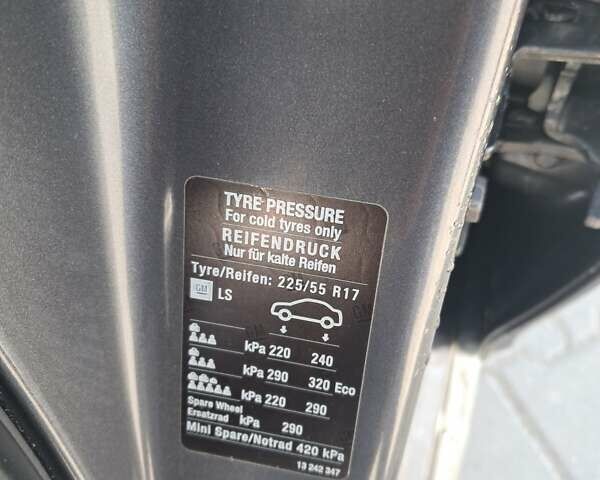 TYRE PRESSURE
For cold tyres only
REIFENDRUCK
Nur für kalte Reifen
Tyre/Reifen: 225/55 R17
GM LS
kPa 220 240
kPa 290 320 Eco
kPa 220 290
Spare Wheel
Ersatzrad kPa 290
Mini Spare/Notrad 420 kPa
13 242 347